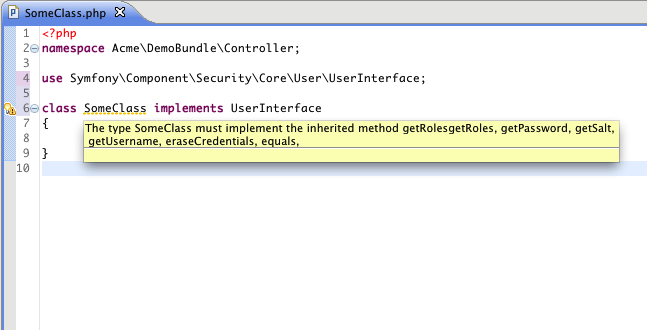 SomeClass.php
1 <?php
2 namespace Acme\DemoBundle\Controller;
3
4 use Symfony\Component\Security\Core\User\UserInterface;
5
6 class SomeClass implements UserInterface
7 {
The type SomeClass must implement the inherited method getRolesgetRoles, getPassword, getSalt,
8
getUsername, eraseCredentials, equals,
9 }
10